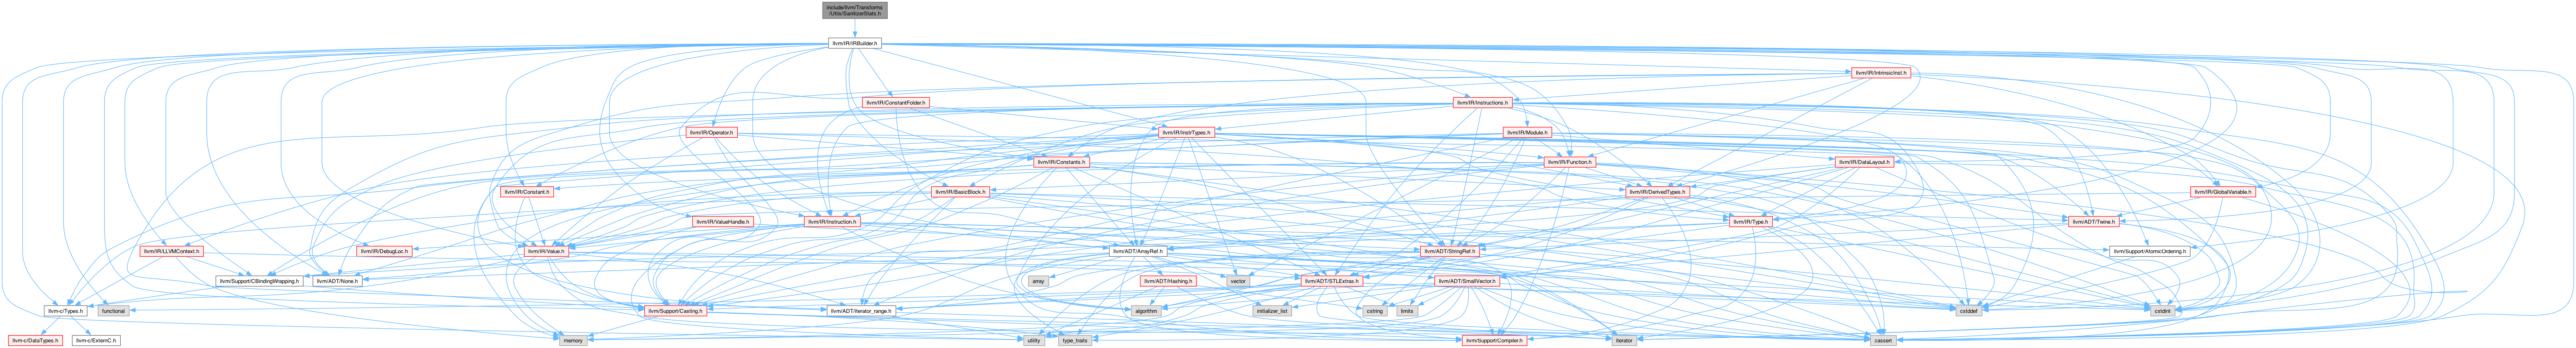 include/llvm/Transforms
/Utils/SanitizerStats.h
llvm/IR/IRBuilder.h
llvm/IR/IntrinsicInst.h
llvm/IR/ConstantFolder.h
llvm/IR/Instructions.h
llvm/IR/Operator.h
llvm/IR/InstrTypes.h
llvm/IR/Module.h
llvm/IR/Constants.h
llvm/IR/Function.h
llvm/IR/DataLayout.h
llvm/IR/Constant.h
llvm/IR/BasicBlock.h
llvm/IR/DerivedTypes.h
llvm/IR/GlobalVariable.h
llvm/IR/ValueHandle.h
llvm/IR/Instruction.h
llvm/IR/Type.h
llvm/ADT/Twine.h
llvm/IR/LLVMContext.h
llvm/IR/DebugLoc.h
llvm/IR/Value.h
llvm/ADT/ArrayRef.h
llvm/ADT/StringRef.h
llvm/Support/AtomicOrdering.h
llvm/Support/CBindingWrapping.h
llvm/ADT/None.h
array
llvm/ADT/Hashing.h
vector
llvm/ADT/STLExtras.h
llvm/ADT/SmallVector.h
llvm-c/Types.h
functional
llvm/Support/Casting.h
llvm/ADT/iterator_range.h
algorithm
initializer_list
cstring
limits
cstddef
cstdint
llvm-c/DataTypes.h
llvm-c/ExternC.h
memory
utility
type_traits
llvm/Support/Compiler.h
iterator
cassert